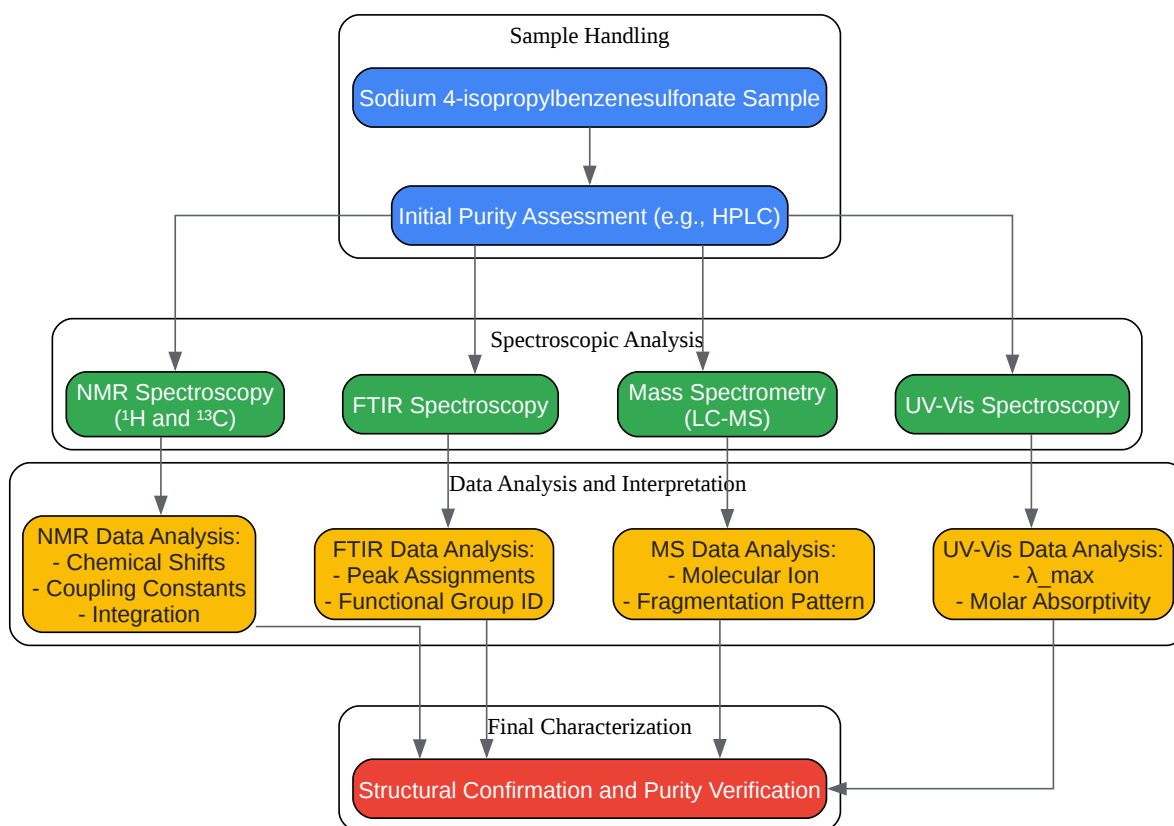 Sample Handling
Sodium 4-isopropylbenzenesulfonate Sample
Initial Purity Assessment (e.g., HPLC)
Spectroscopic Analysis
NMR Spectroscopy
(¹H and ¹³C)
FTIR Spectroscopy
Mass Spectrometry
(LC-MS)
UV-Vis Spectroscopy
Data Analysis and Interpretation
NMR Data Analysis:
- Chemical Shifts
- Coupling Constants
- Integration
FTIR Data Analysis:
- Peak Assignments
- Functional Group ID
MS Data Analysis:
- Molecular Ion
- Fragmentation Pattern
UV-Vis Data Analysis:
- λ_max
- Molar Absorptivity
Final Characterization
Structural Confirmation and Purity Verification